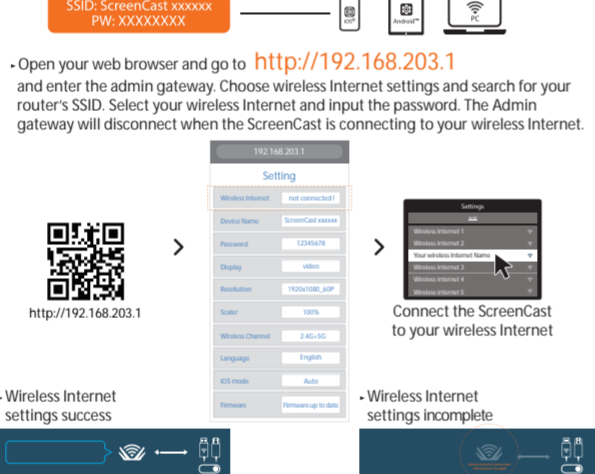 SSID: ScreenCast xxxxxx
PW: XXXXXXXX
iOS
Android™
PC
Open your web browser and go to http://192.168.203.1
and enter the admin gateway. Choose wireless Internet settings and search for your
router's SSID. Select your wireless Internet and input the password. The Admin
gateway will disconnect when the ScreenCast is connecting to your wireless Internet.
192.168.203.1
Setting
Wireless Internet not connected!
Device Name ScreenCast xxxxxx
Password 12345678
Display video
Resolution 1920x1080_60P
Scaler 100%
Wireless Channel 2.4G+5G
Language English
iOS mode Auto
Firmware Firmware up to date
http://192.168.203.1
Settings
Wireless Internet 1
Wireless Internet 2
Your wireless Internet Name
Wireless Internet 3
Wireless Internet 4
Wireless Internet 5
Connect the ScreenCast
to your wireless Internet
Wireless Internet
settings success
Wireless Internet
settings incomplete